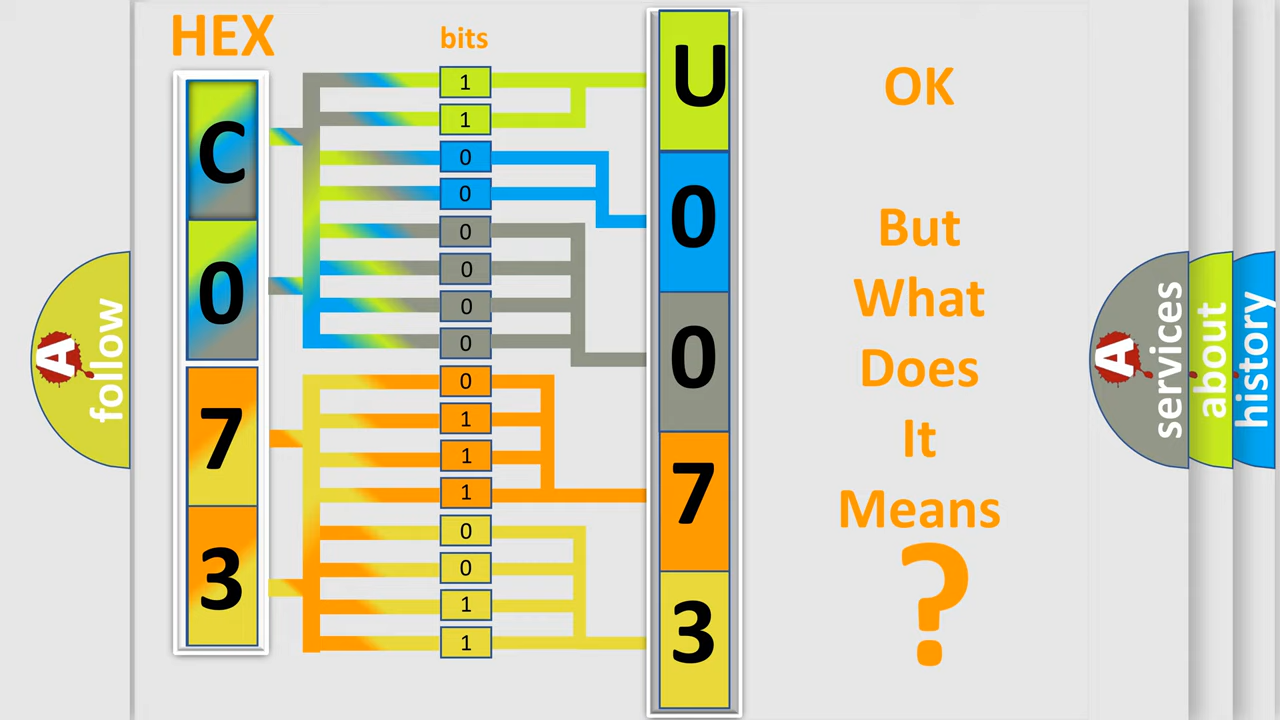 HEX
bits
C
0
7
3
1
1
0
0
0
0
0
0
0
1
1
1
0
0
1
1
U
0
0
7
3
OK
But
What
Does
It
Means
?
A
follow
A
services
about
history